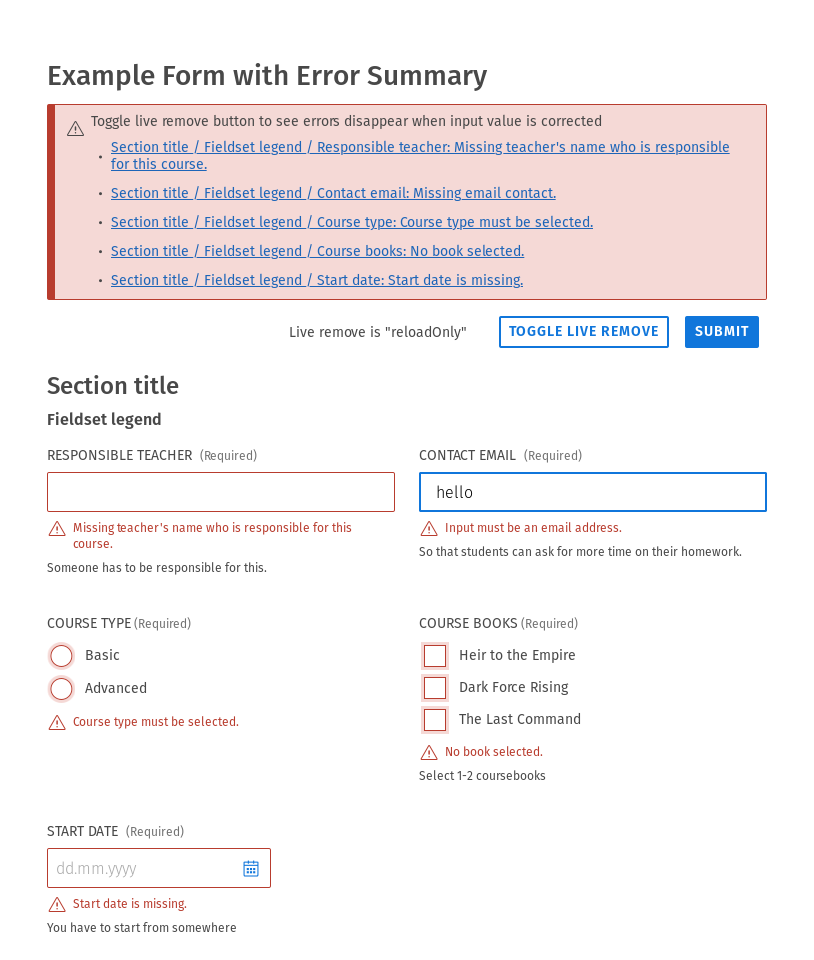 Example Form with Error Summary
Toggle live remove button to see errors disappear when input value is corrected
• Section title / Fieldset legend / Responsible teacher: Missing teacher's name who is responsible
for this course.
• Section title / Fieldset legend / Contact email: Missing email contact.
• Section title / Fieldset legend / Course type: Course type must be selected.
• Section title / Fieldset legend / Course books: No book selected.
• Section title / Fieldset legend / Start date: Start date is missing.
Live remove is "reloadOnly" TOGGLE LIVE REMOVE SUBMIT
Section title
Fieldset legend
RESPONSIBLE TEACHER (Required)
Missing teacher's name who is responsible for this
course.
Someone has to be responsible for this.
CONTACT EMAIL (Required)
hello
Input must be an email address.
So that students can ask for more time on their homework.
COURSE TYPE (Required)
Basic
Advanced
Course type must be selected.
COURSE BOOKS (Required)
Heir to the Empire
Dark Force Rising
The Last Command
No book selected.
Select 1-2 coursebooks
START DATE (Required)
dd.mm.yyyy
Start date is missing.
You have to start from somewhere